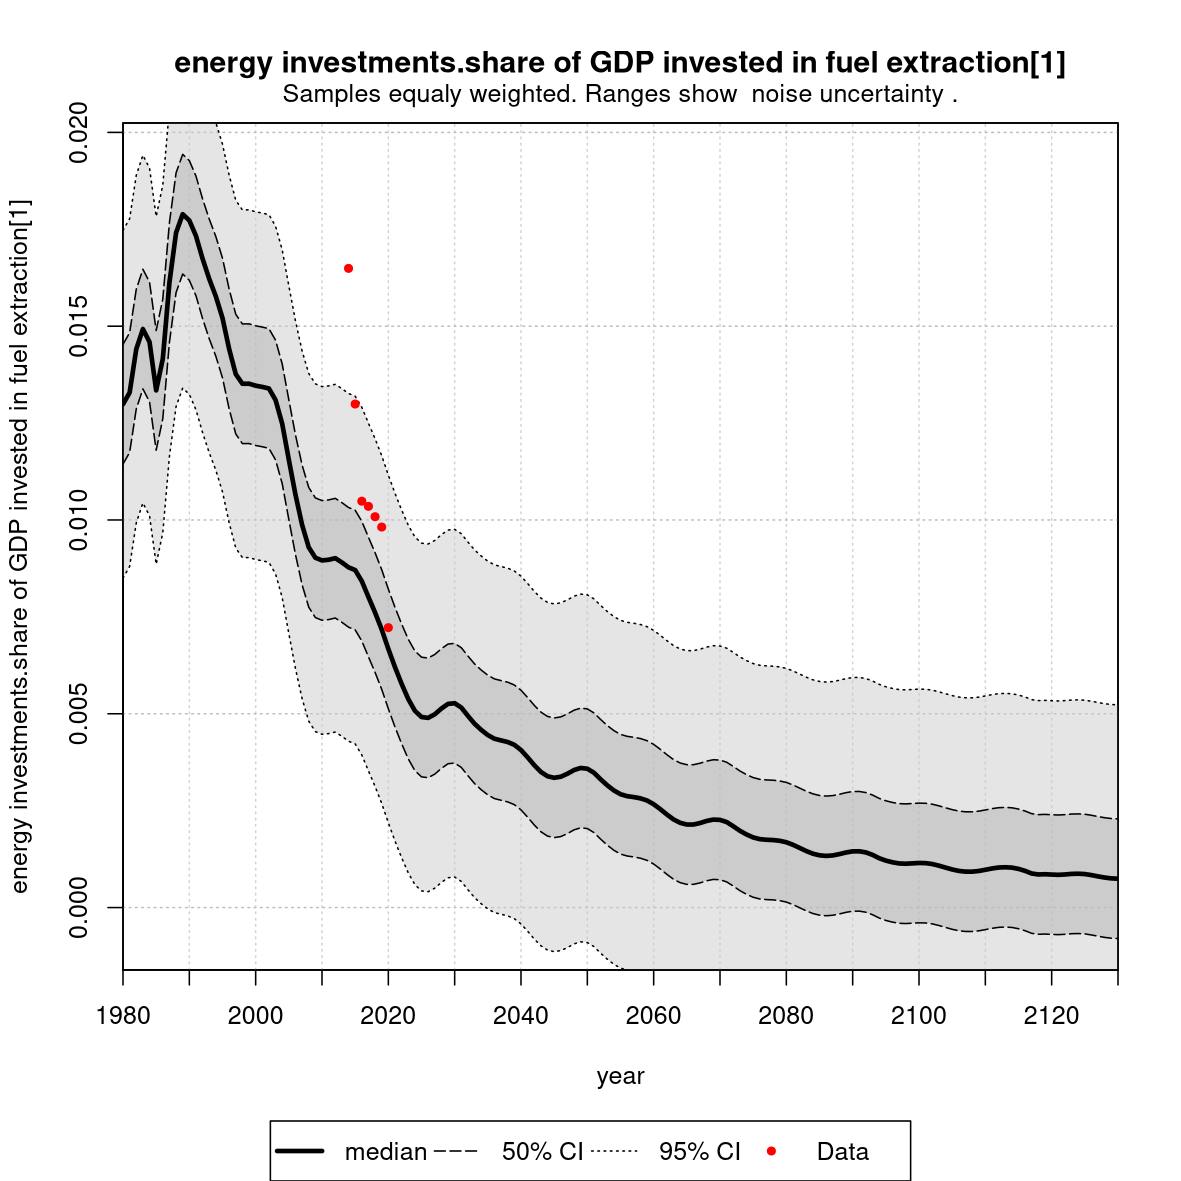 energy investments.share of GDP invested in fuel extraction[1]
Samples equaly weighted. Ranges show  noise uncertainty .
energy investments.share of GDP invested in fuel extraction[1]
0.020
0.015
0.010
0.005
0.000
1980 2000 2020 2040 2060 2080 2100 2120
year
median 50% CI 95% CI Data